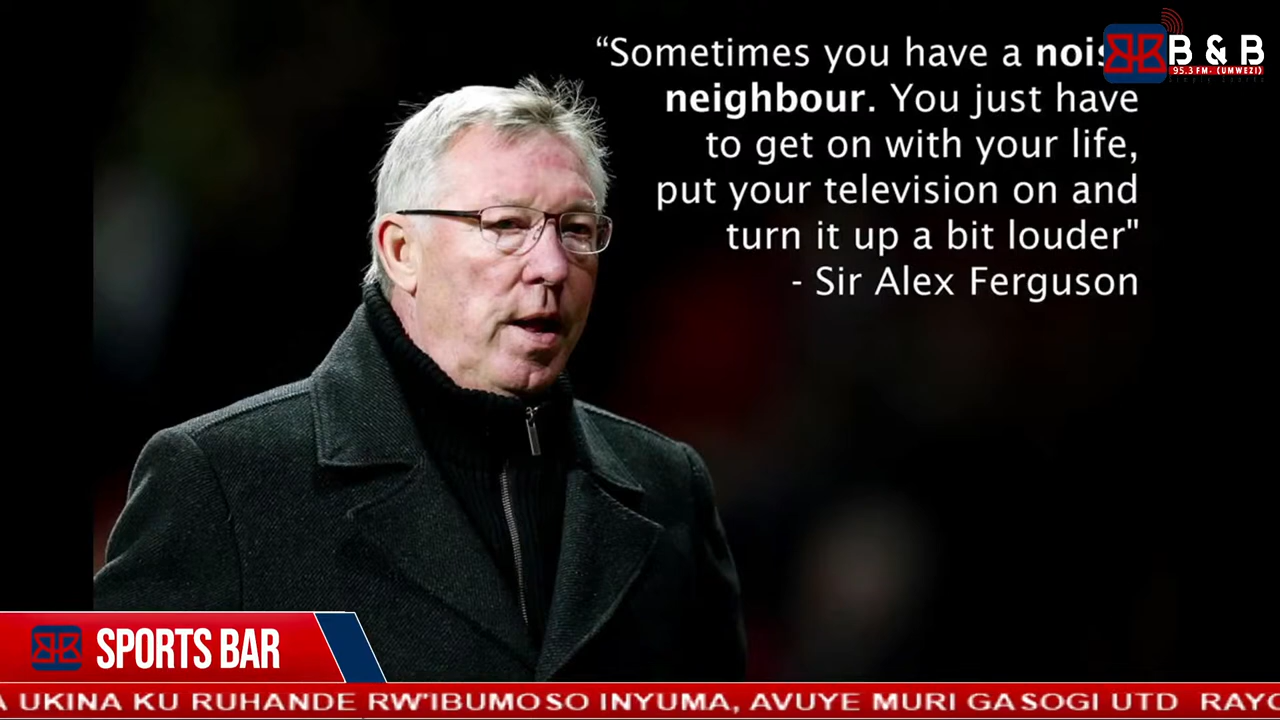 “Sometimes you have a
neighbour. You just have
to get on with your life,
put your television on and
turn it up a bit louder"
- Sir Alex Ferguson
B & B
95.3 FM- (UMWEZI)
SPORTS BAR
UKINA KU RUHANDE RW'IBUMOSO INYUMA, AVUYE MURI GASOGI UTD